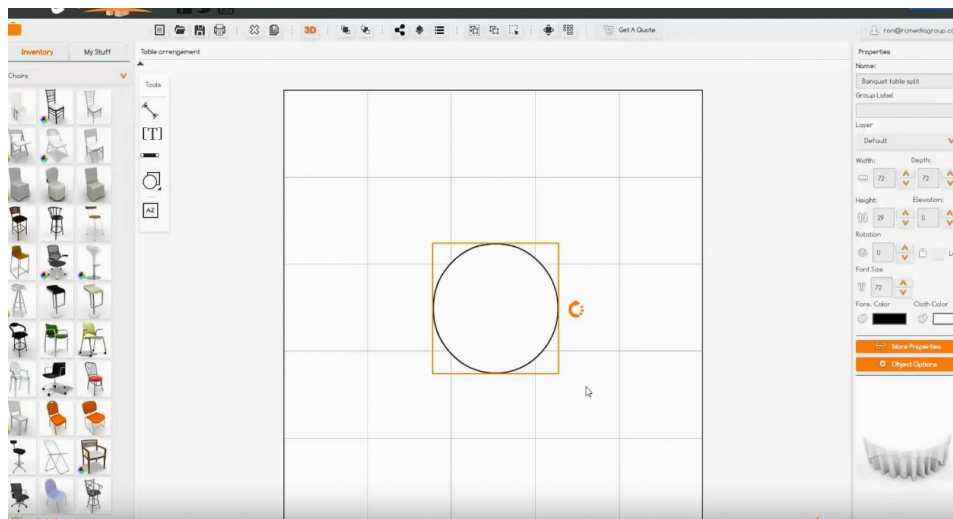 3D
Get A Quote
ron@rcmediagroup.co
Inventory
My Stuff
Table arrangement
Properties
Chairs
Name:
Tools
Banquet table split
Group Label
[T]
Layer
Default
Width:
Depth:
72
72
Height:
Elevation:
AZ
29
0
Rotation
0
Font Size
T
72
Fore. Color
Cloth Color
More Properties
Object Options